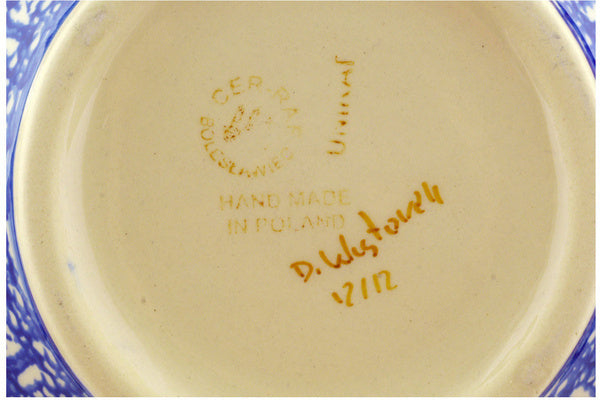 CER-RAF
BOLESŁAWIEC
UNIKAT
HAND MADE
IN POLAND
D.
12/12